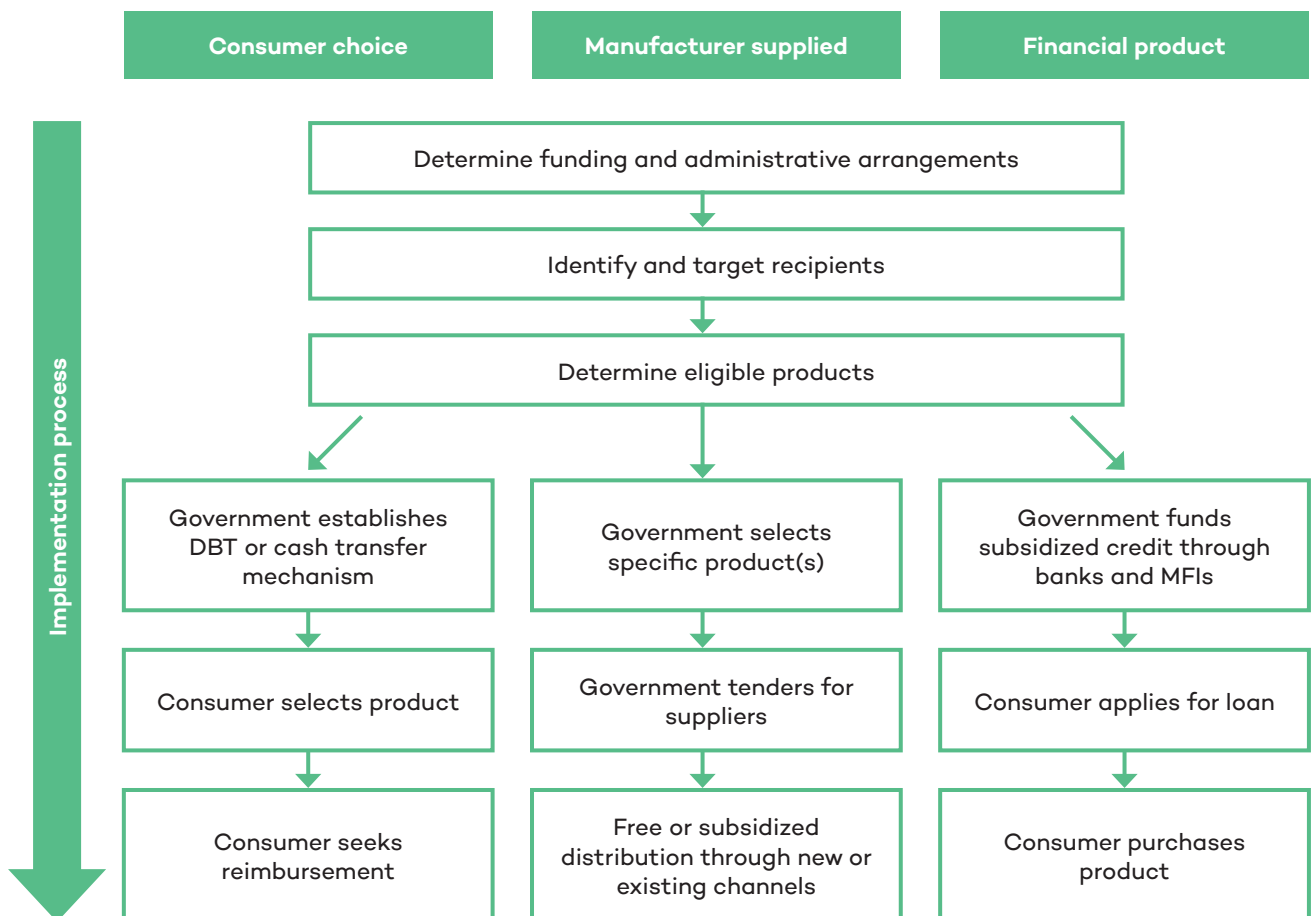 Consumer choice
Manufacturer supplied
Financial product
Implementation process
Determine funding and administrative arrangements
Identify and target recipients
Determine eligible products
Government establishes
DBT or cash transfer
mechanism
Government selects
specific product(s)
Government funds
subsidized credit through
banks and MFIs
Consumer selects product
Government tenders for
suppliers
Consumer applies for loan
Consumer seeks
reimbursement
Free or subsidized
distribution through new or
existing channels
Consumer purchases
product